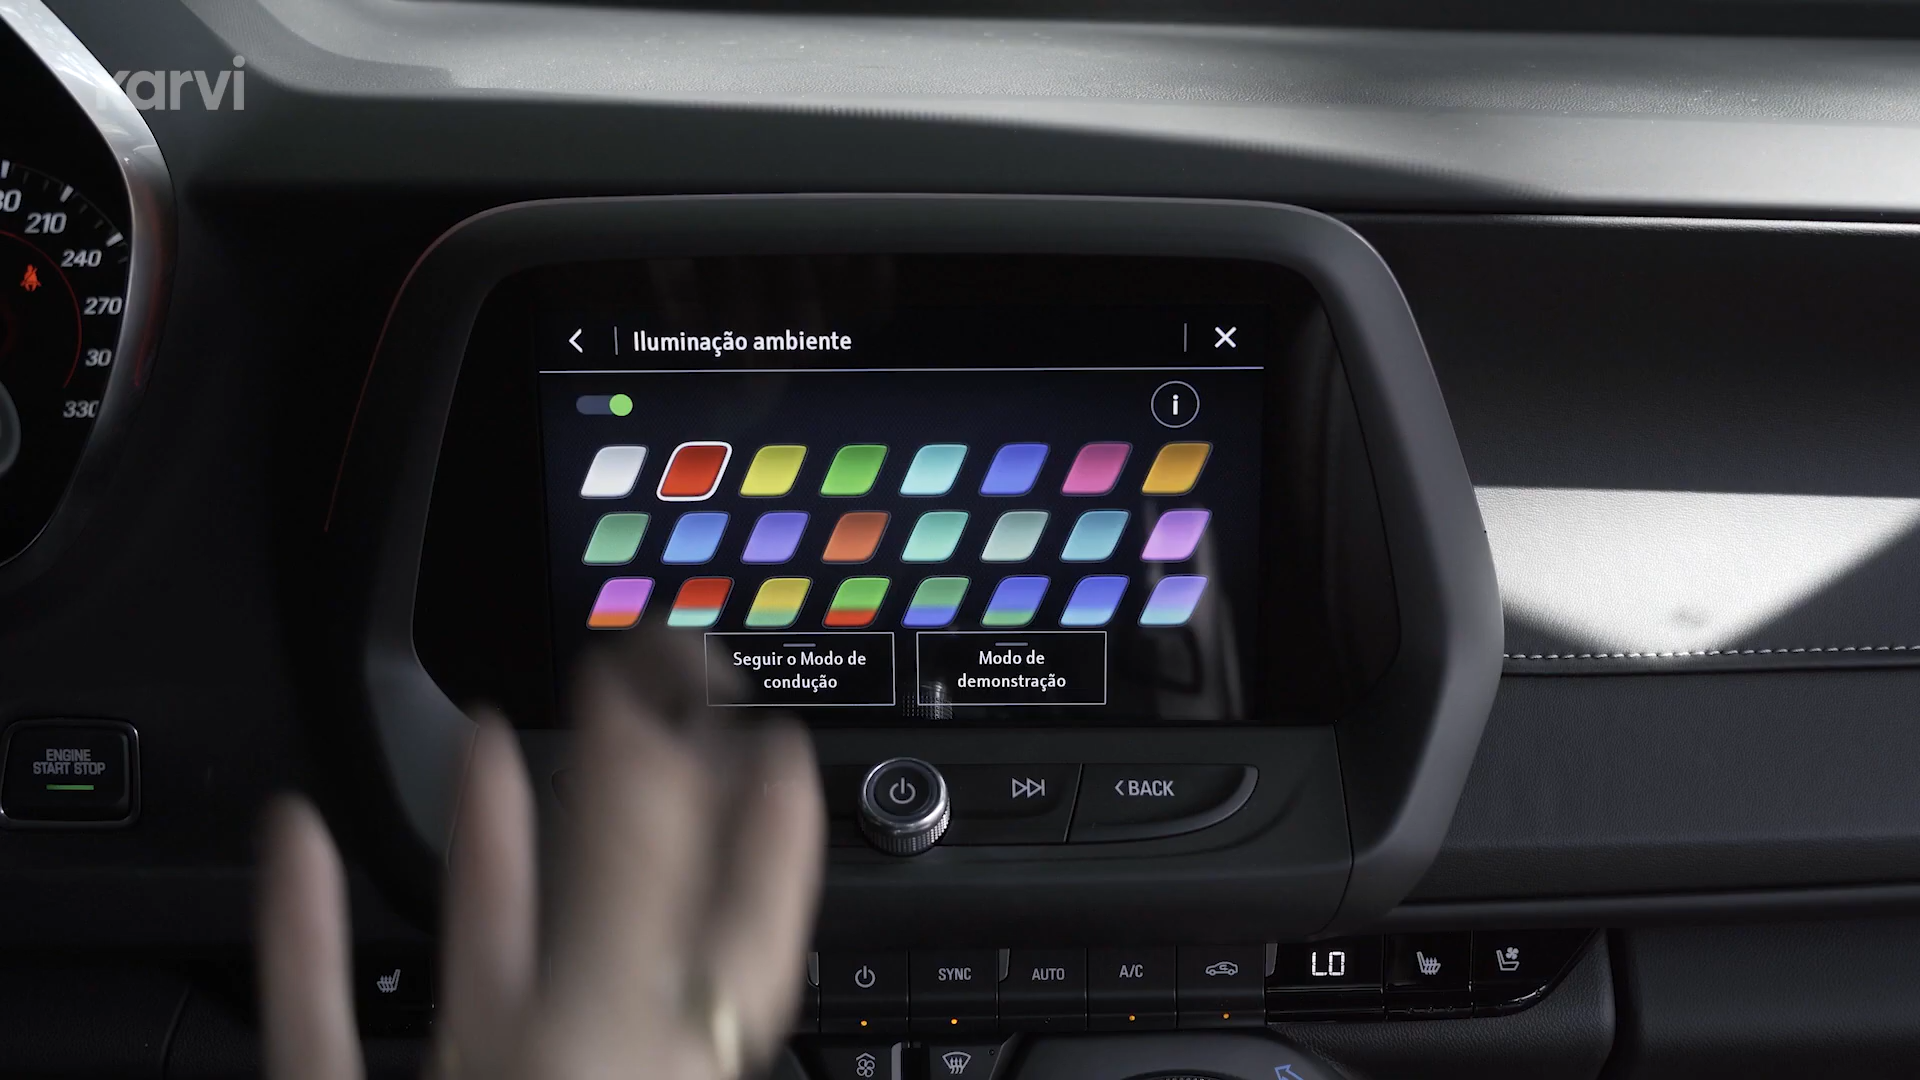 karvi
210
240
270
30
330
Iluminação ambiente
i
Seguir o Modo de
condução
Modo de
demonstração
ENGINE
START STOP
BACK
SYNC
AUTO
A/C
LO